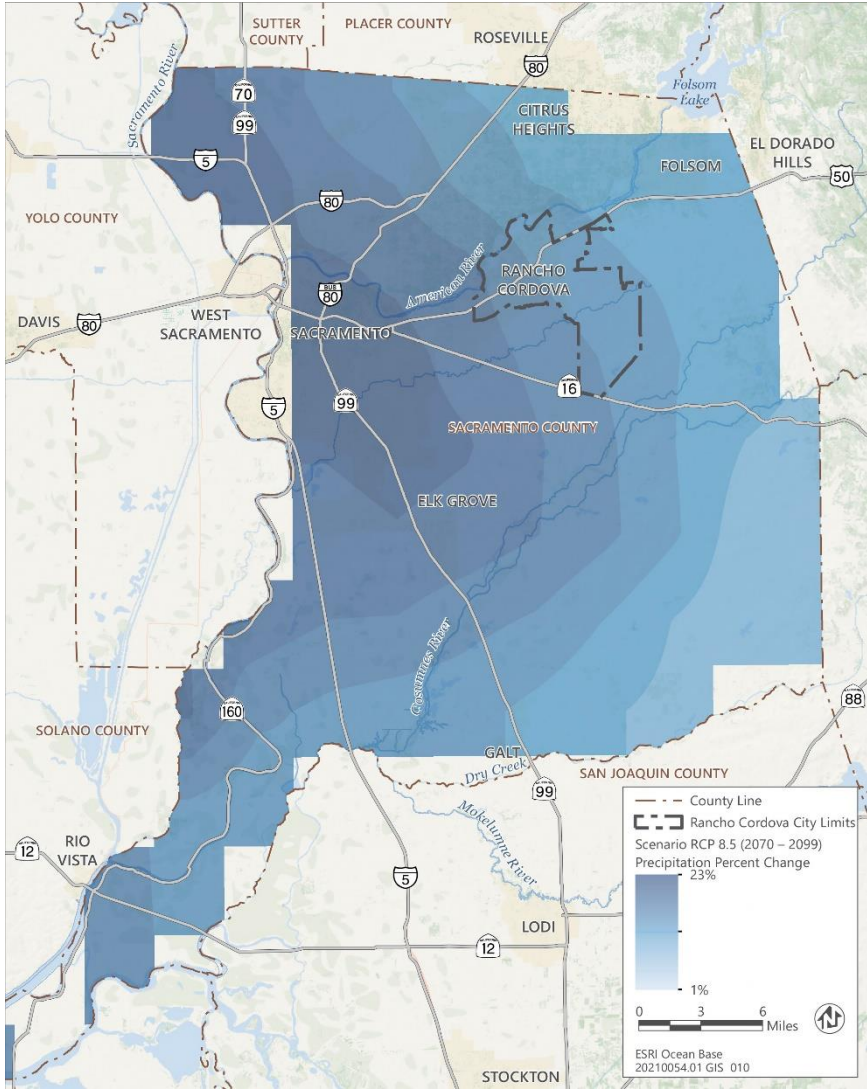 SUTTER
COUNTY
PLACER COUNTY
ROSEVILLE
80
Sacramento River
70
99
Folsom
Lake
CITRUS
HEIGHTS
5
EL DORADO
HILLS
FOLSOM
50
80
YOLO COUNTY
American River
RANCHO
CORDOVA
BUS
80
DAVIS
80
WEST
SACRAMENTO
SACRAMENTO
5
99
16
SACRAMENTO COUNTY
ELK GROVE
Cosumnes River
160
SOLANO COUNTY
88
GALT
Dry Creek
SAN JOAQUIN COUNTY
99
Mokelumne River
RIO
VISTA
12
5
LODI
12
STOCKTON
County Line
Rancho Cordova City Limits
Scenario RCP 8.5 (2070 – 2099)
Precipitation Percent Change
23%
1%
0 3 6
Miles
N
ESRI Ocean Base
20210054.01 GIS 010